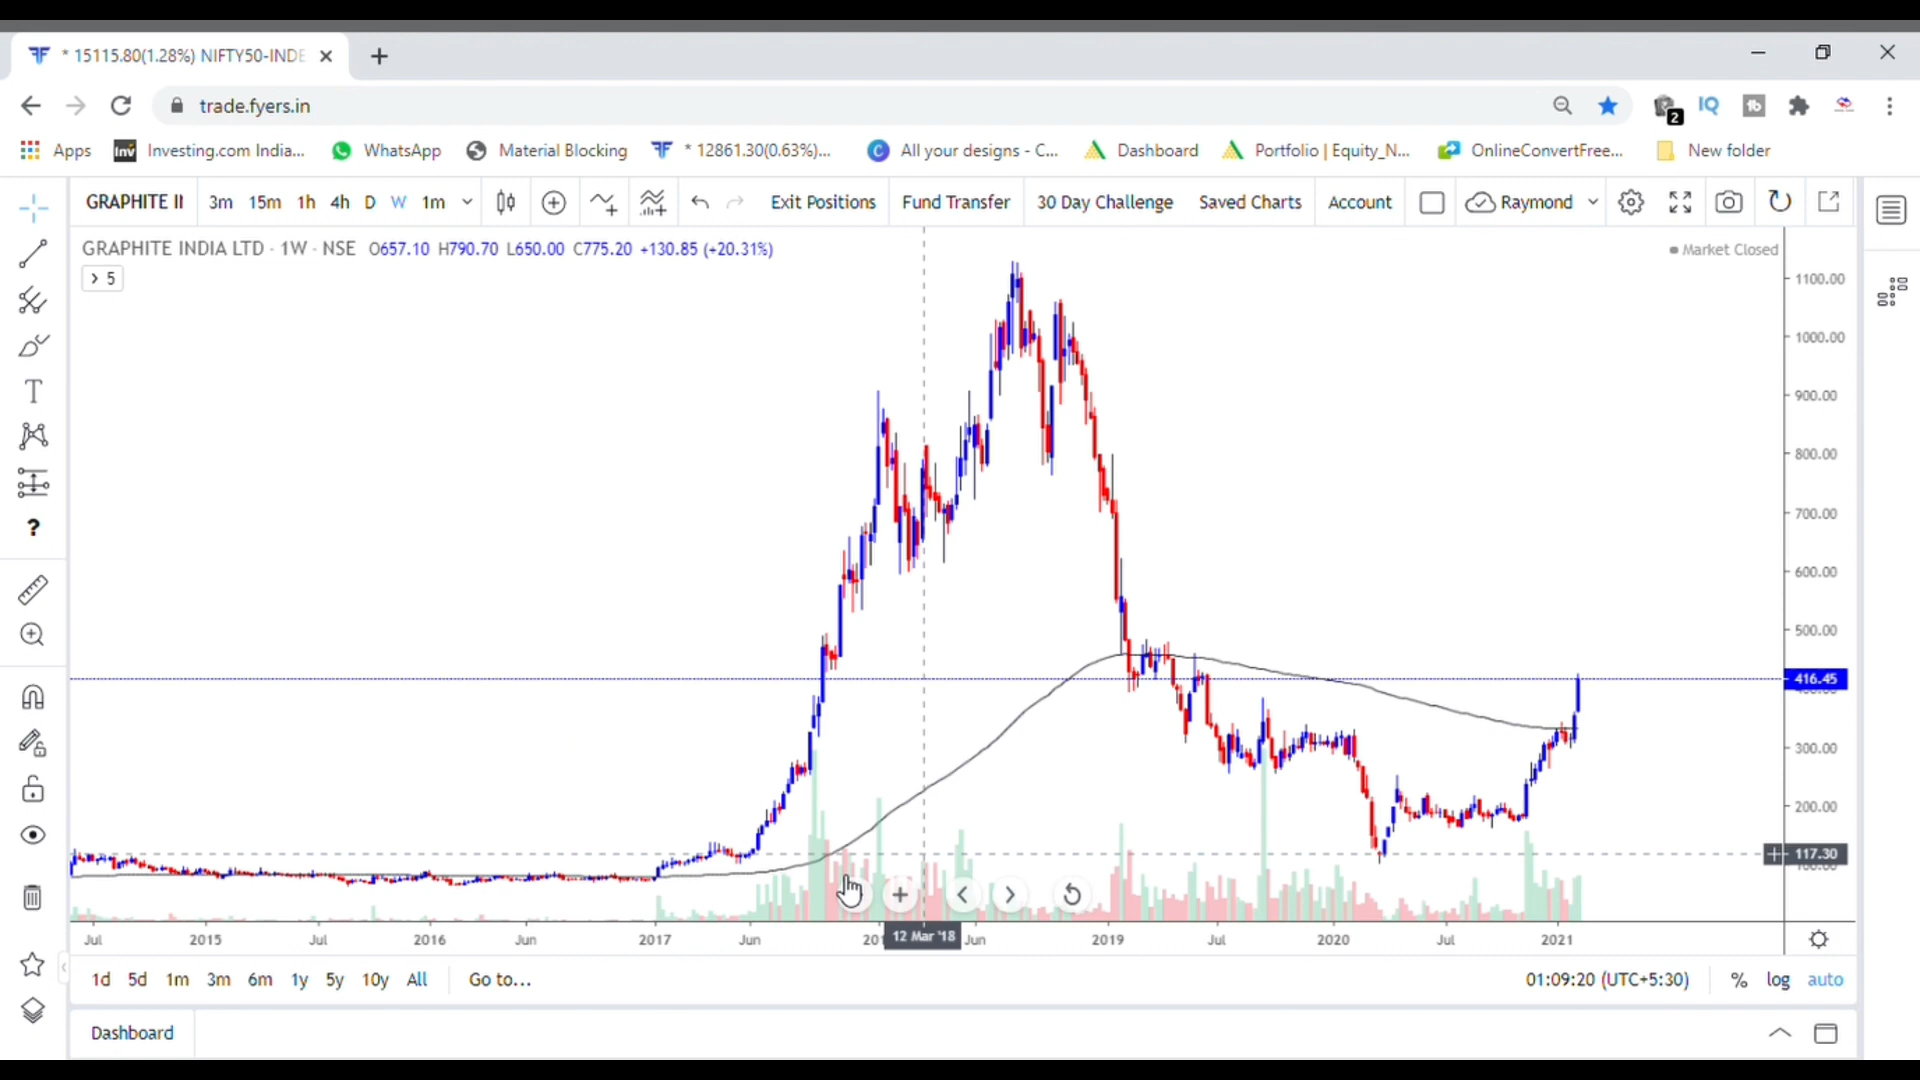 * 15115.80(1.28%) NIFTY50-INDE
trade.fyers.in
2
IQ
tb
Apps
Inv Investing.com India...
WhatsApp
Material Blocking
* 12861.30(0.63%)...
C All your designs - C...
Dashboard
Portfolio | Equity_N...
OnlineConvertFree...
New folder
GRAPHITE II 3m 15m 1h 4h D W 1m Exit Positions Fund Transfer 30 Day Challenge Saved Charts Account Raymond
GRAPHITE INDIA LTD · 1W · NSE O657.10 H790.70 L650.00 C775.20 +130.85 (+20.31%)
Market Closed
5
T
?
1100.00
1000.00
900.00
800.00
700.00
600.00
500.00
416.45
300.00
200.00
117.30
Jul 2015 Jul 2016 Jun 2017 Jun 201 12 Mar '18 Jun 2019 Jul 2020 Jul 2021
1d 5d 1m 3m 6m 1y 5y 10y All Go to... 01:09:20 (UTC+5:30) % log auto
Dashboard